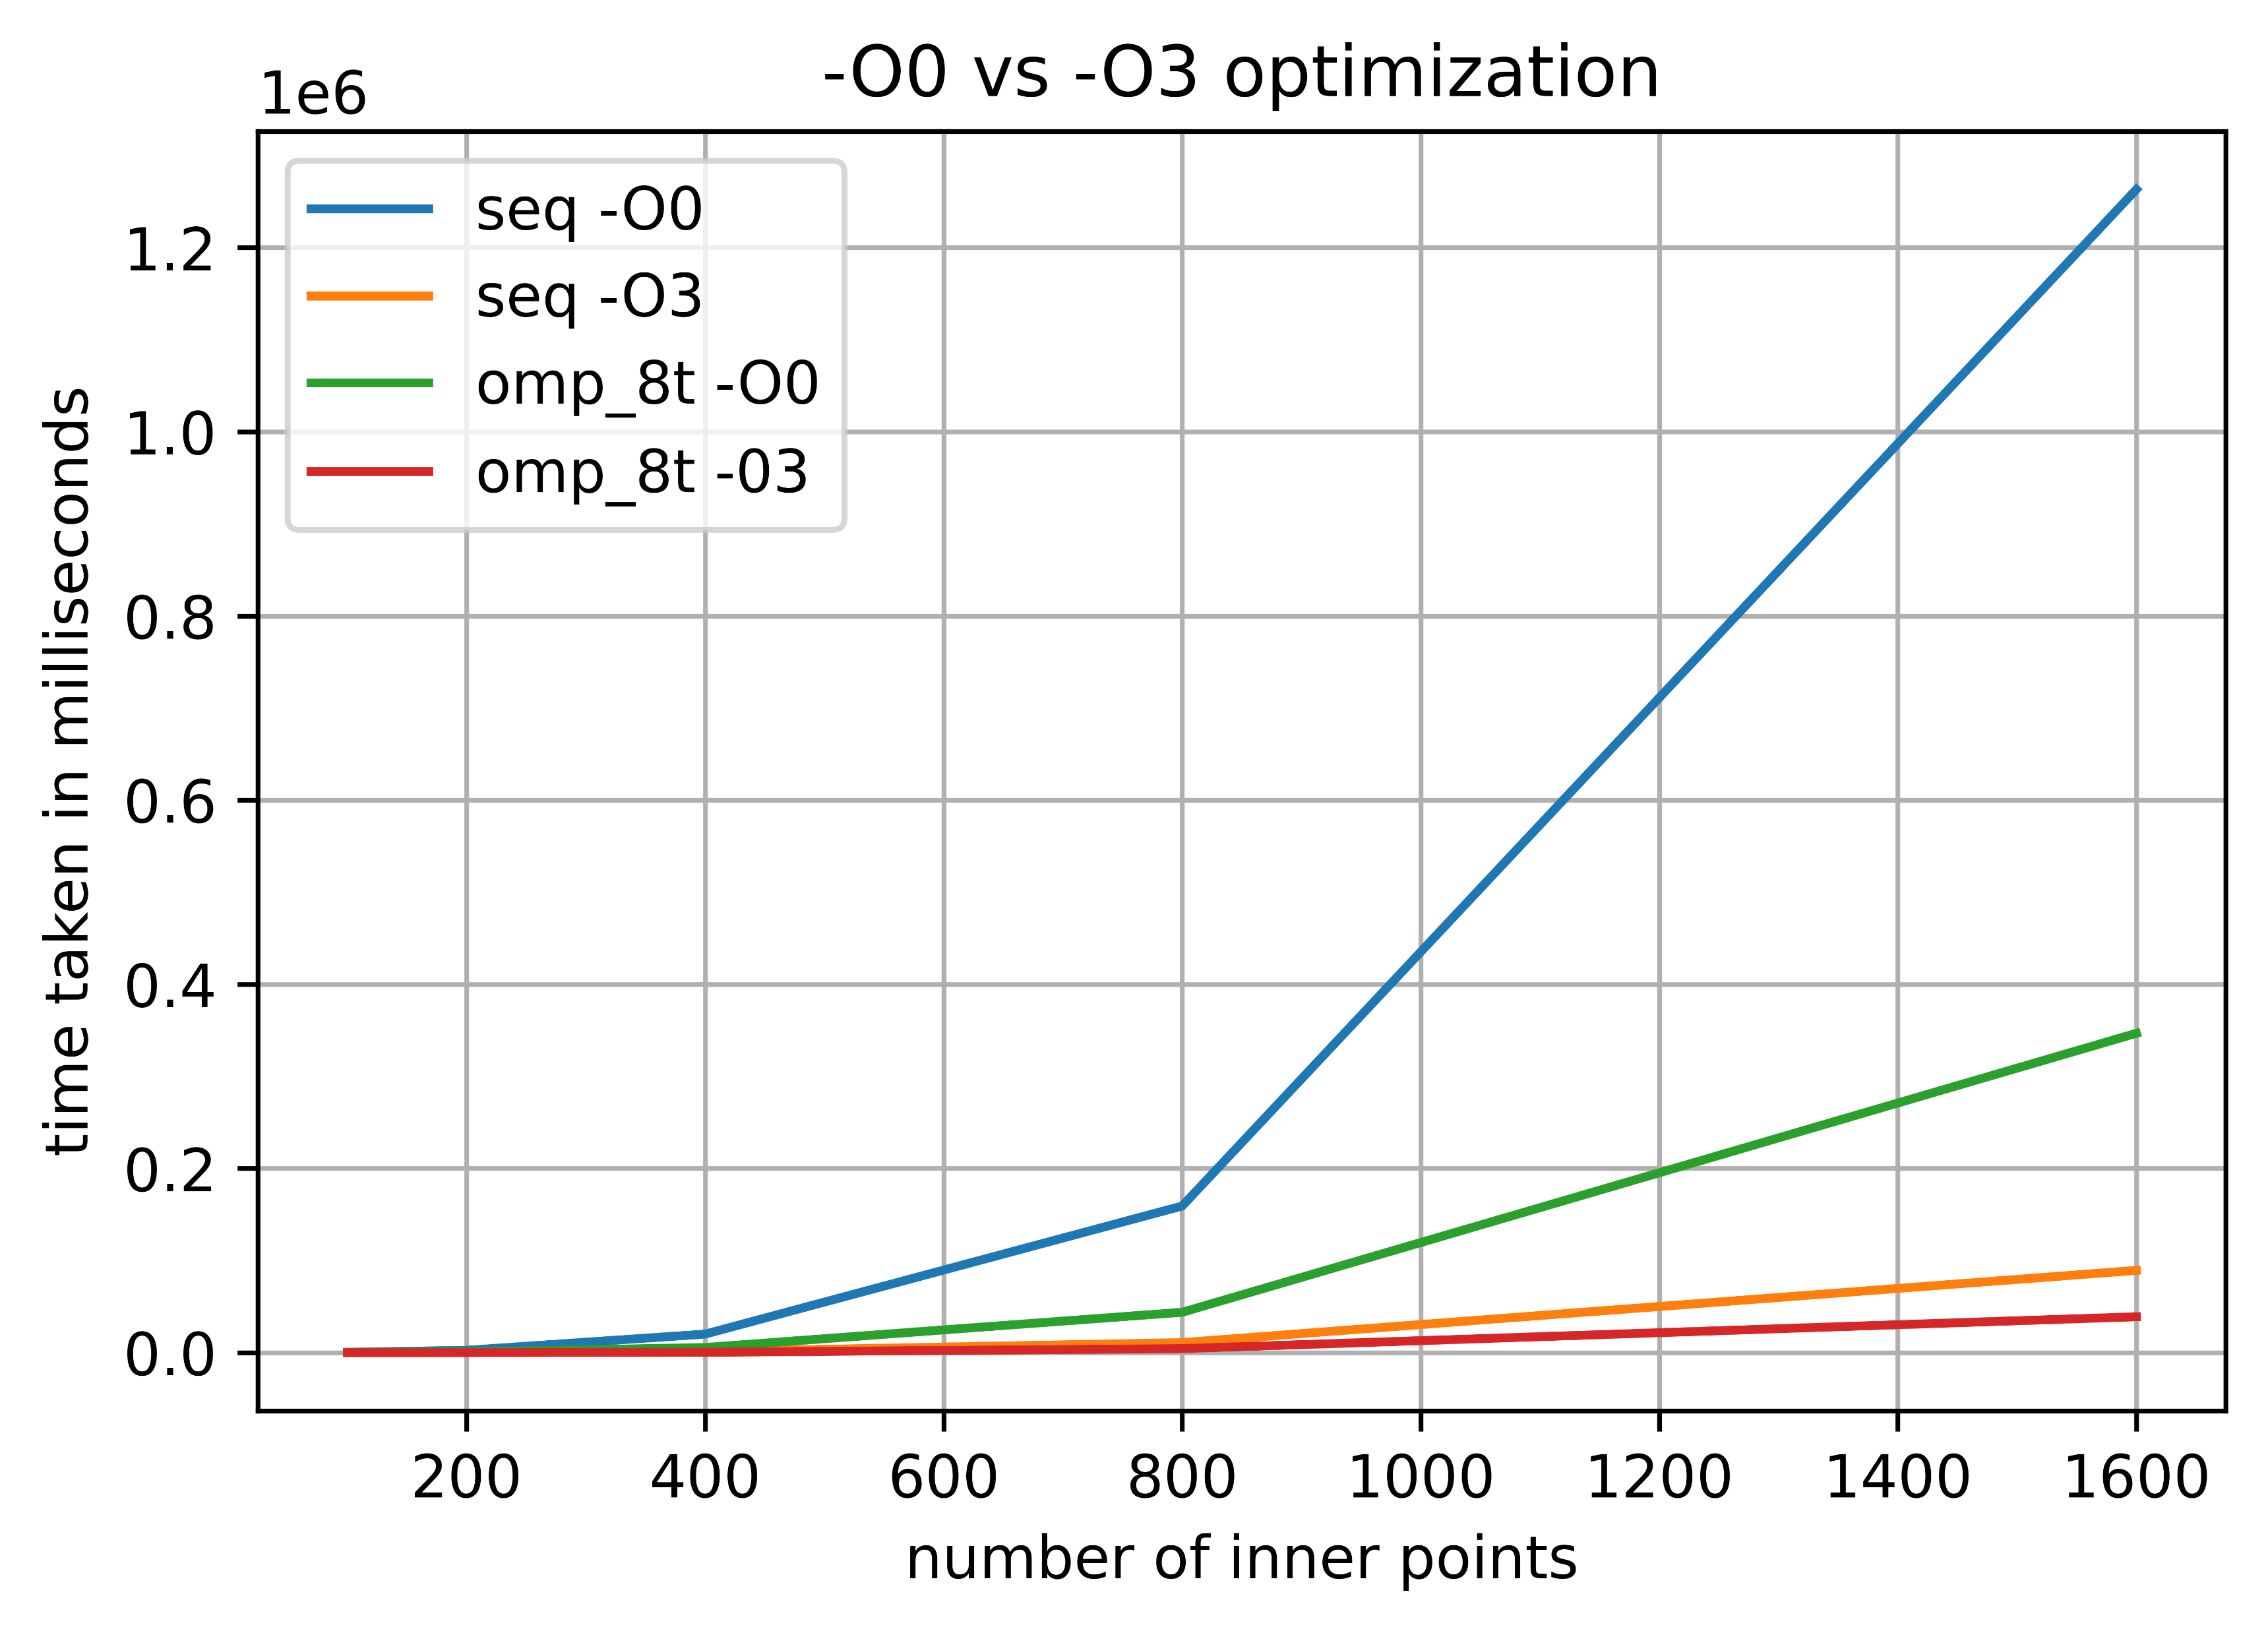 -O0 vs -O3 optimization
1e6
seq -O0
seq -O3
omp_8t -O0
omp_8t -03
1.2
1.0
0.8
0.6
0.4
0.2
0.0
time taken in milliseconds
200 400 600 800 1000 1200 1400 1600
number of inner points